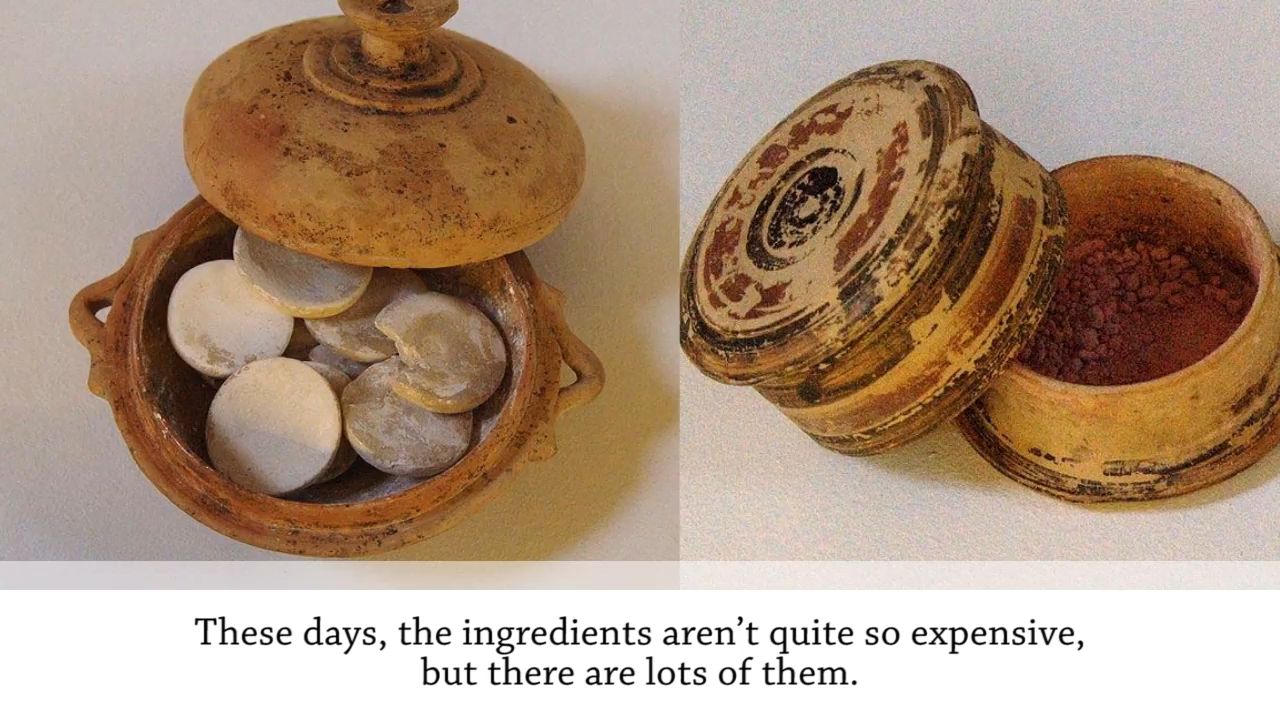 These days, the ingredients aren’t quite so expensive,
but there are lots of them.